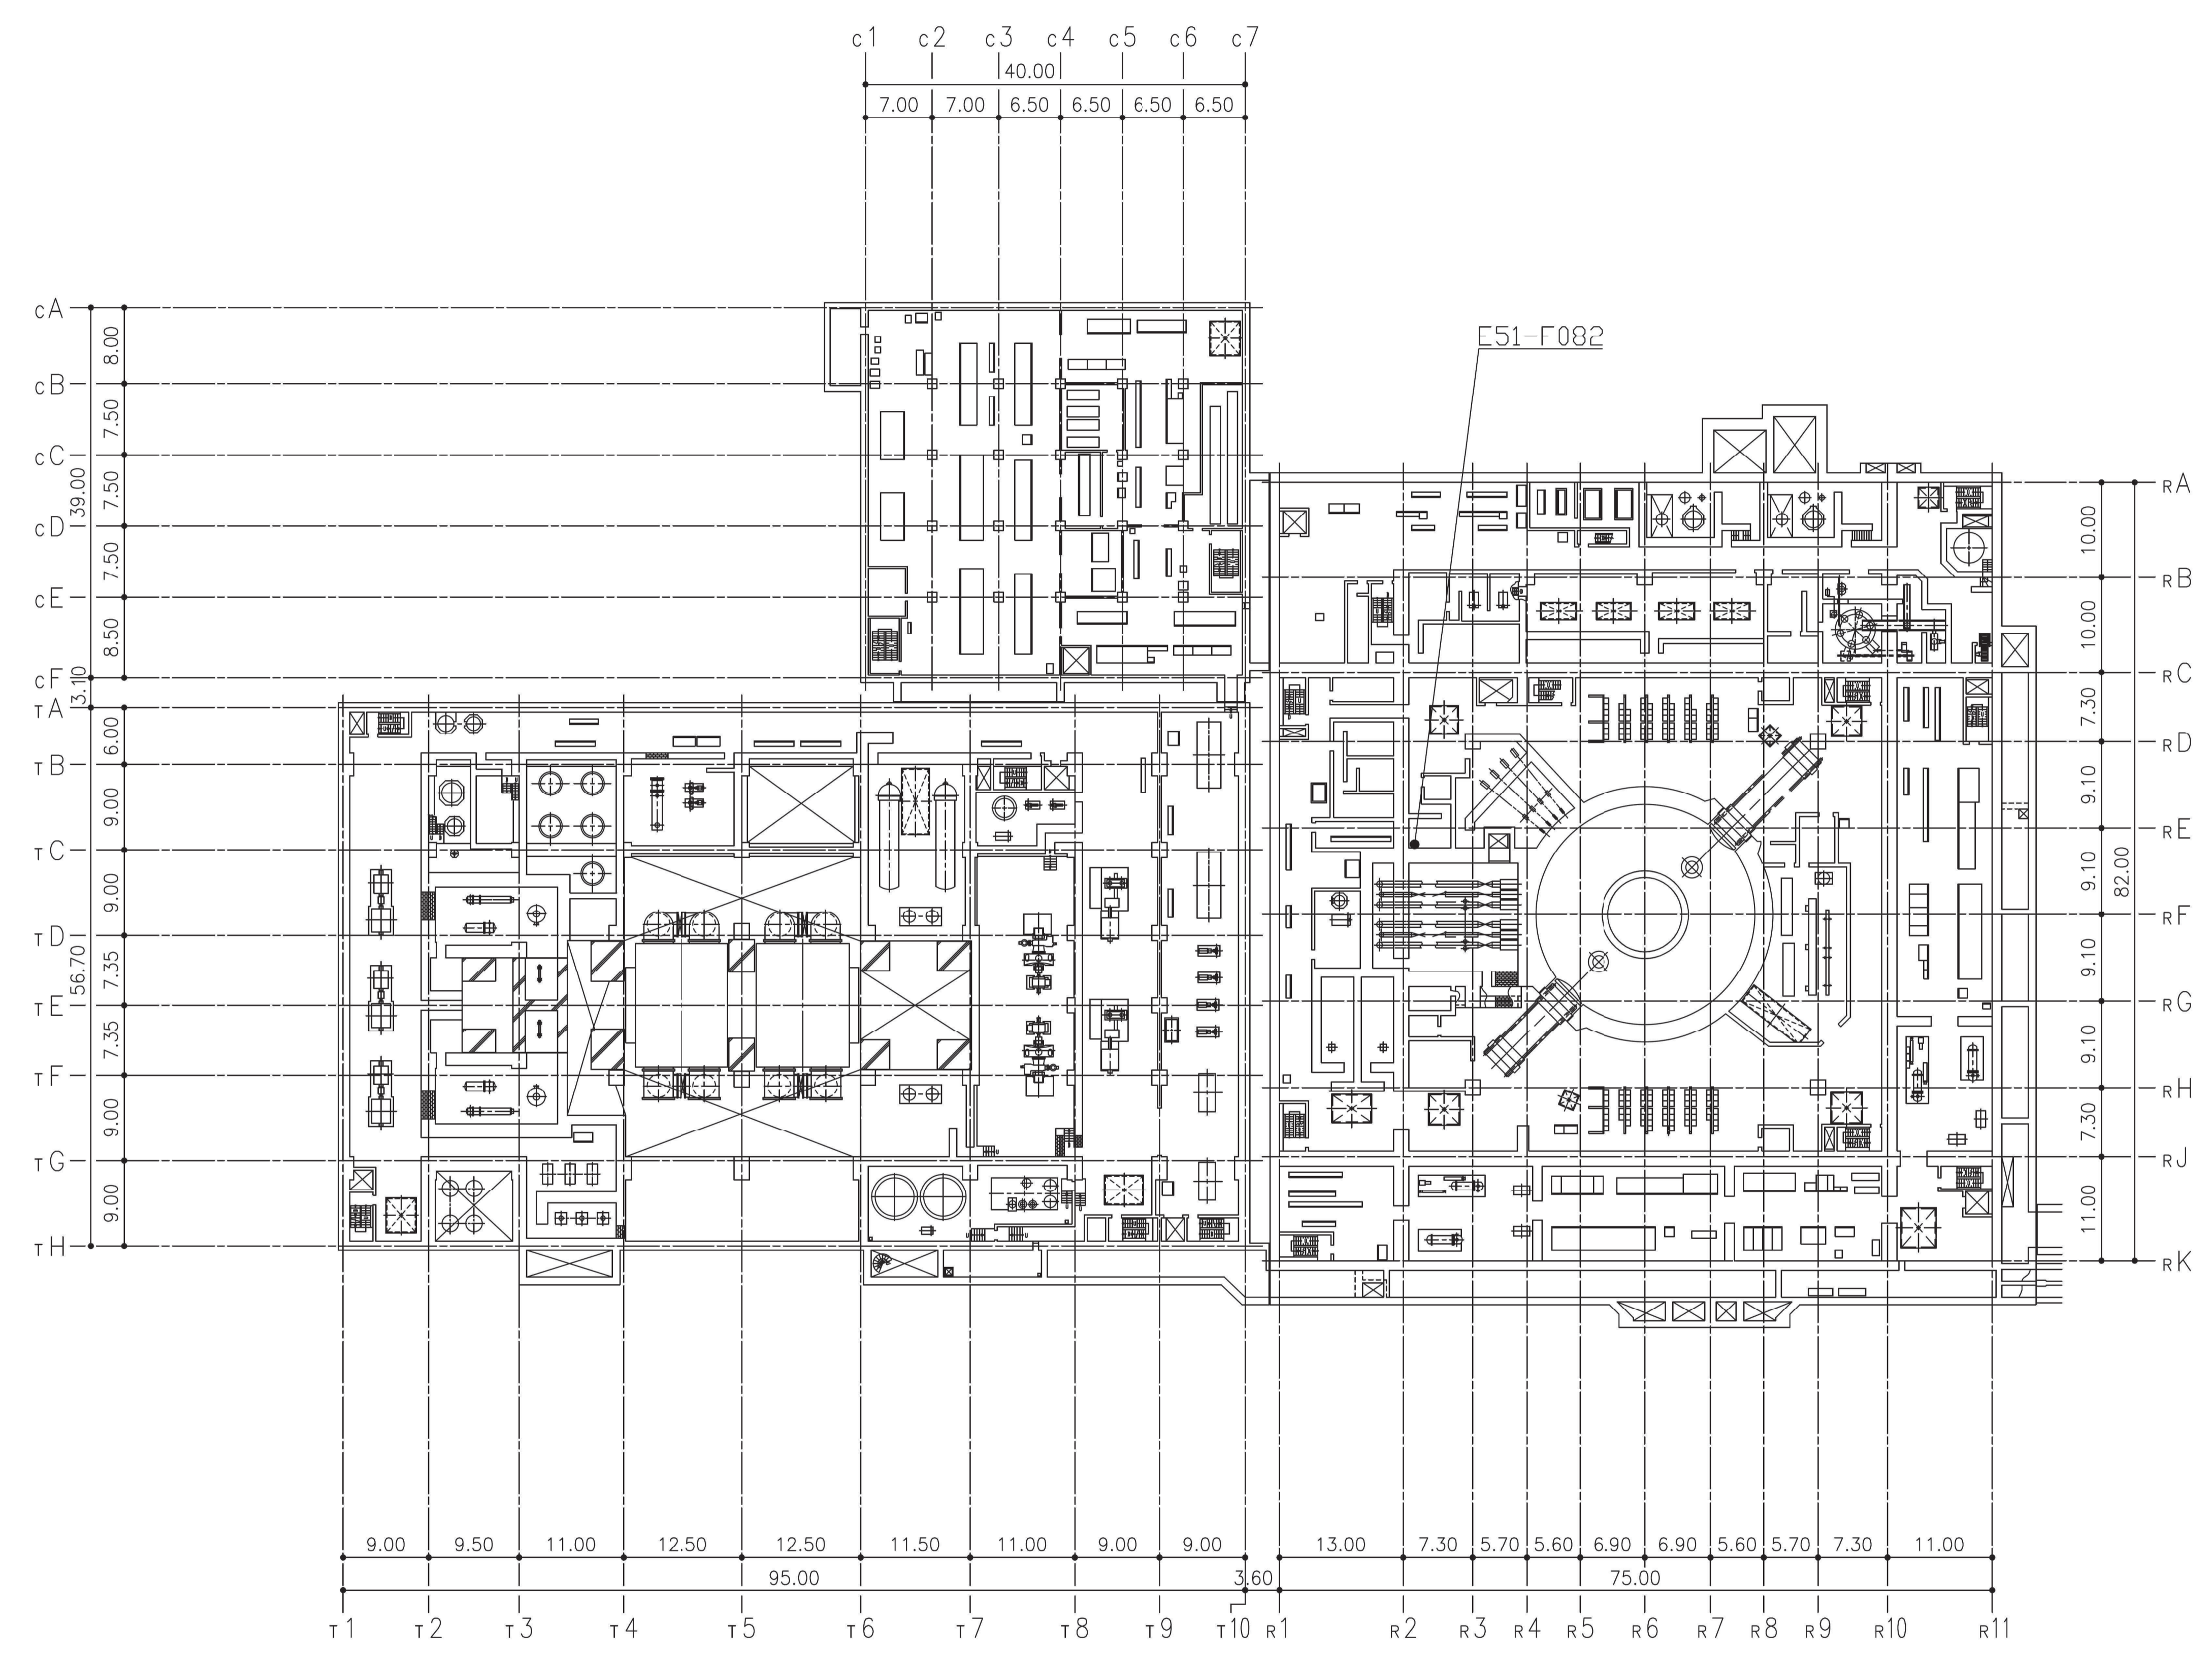 c1 c2 c3 c4 c5 c6 c7
40.00
7.00 7.00 6.50 6.50 6.50 6.50
E51-F082
cA
cB
cC
cD
cE
cF
TA
TB
TC
TD
TE
TF
TG
TH
8.00
7.50
7.50
7.50
8.50
39.00
3.10
6.00
9.00
9.00
7.35
7.35
9.00
9.00
56.70
RA
RB
RC
RD
RE
RF
RG
RH
RJ
RK
10.00
10.00
7.30
9.10
9.10
9.10
9.10
7.30
11.00
82.00
9.00 9.50 11.00 12.50 12.50 11.50 11.00 9.00 9.00 13.00 7.30 5.70 5.60 6.90 6.90 5.60 5.70 7.30 11.00
95.00 3.60 75.00
T1 T2 T3 T4 T5 T6 T7 T8 T9 T10 R1 R2 R3 R4 R5 R6 R7 R8 R9 R10 R11